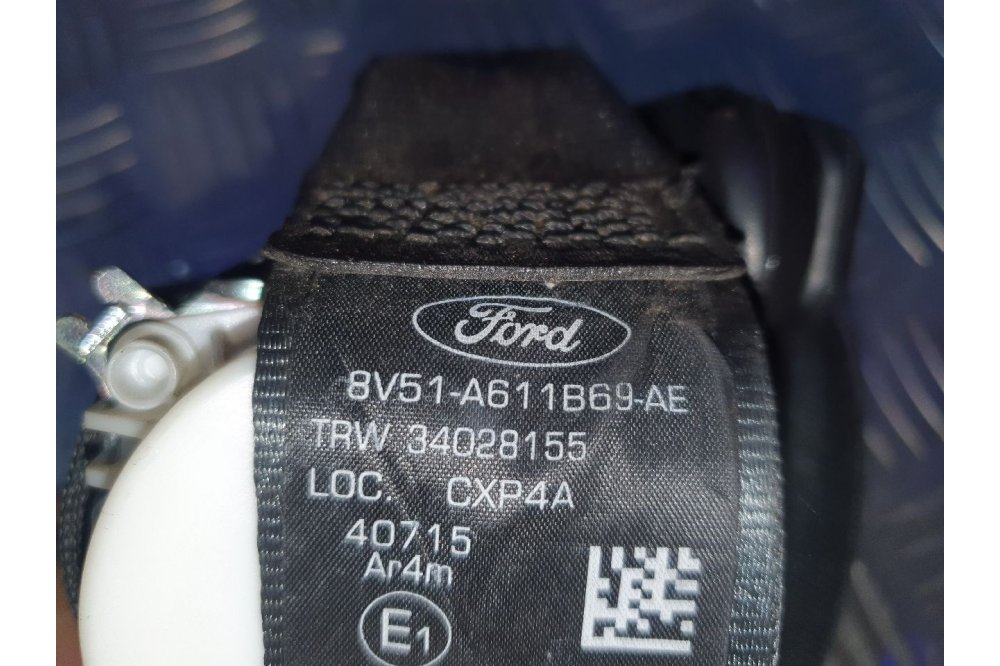 Ford
8V51-A611B69-AE
TRW 34028155
LOC. CXP4A
40715
Ar4m
E1